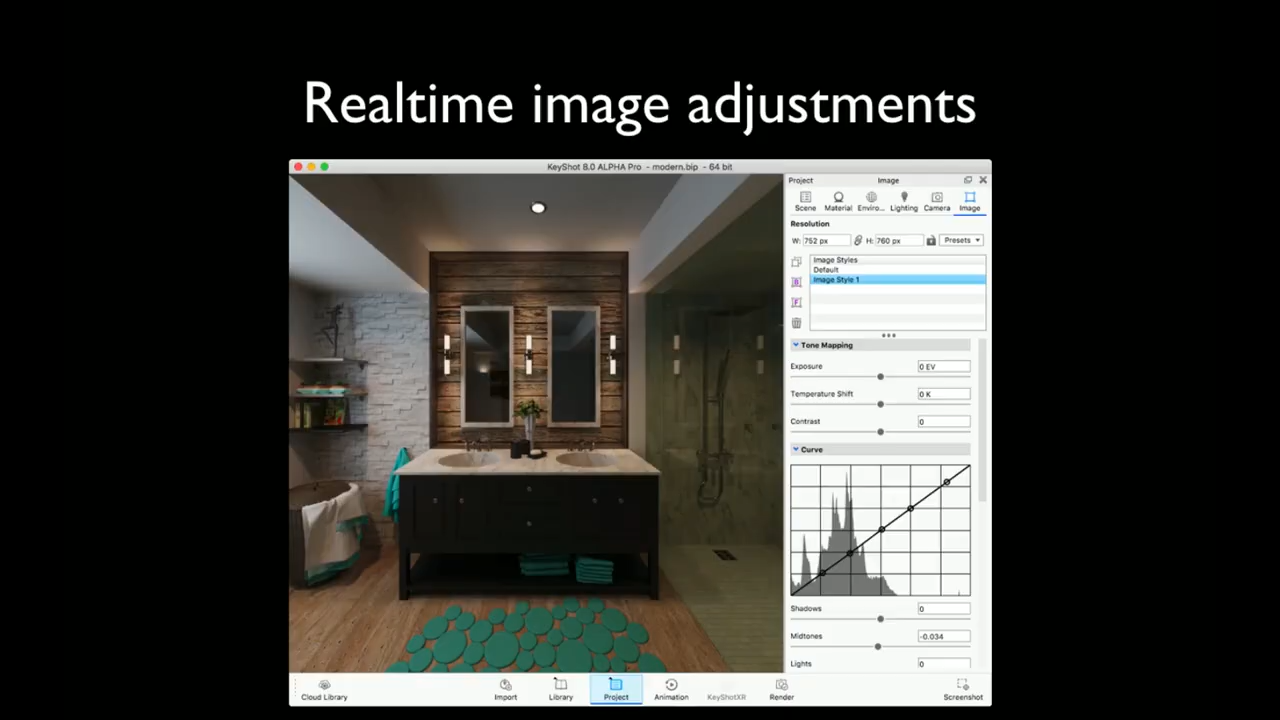 Realtime image adjustments
KeyShot 8.0 ALPHA Pro - modern.bip - 64 bit
Project Image
Scene Material Enviro... Lighting Camera Image
Resolution
W: 752 px H: 760 px Presets
Image Styles
Default
Image Style 1
B
F
Tone Mapping
Exposure 0 EV
Temperature Shift 0 K
Contrast 0
Curve
Shadows 0
Midtones -0.034
Lights 0
Cloud Library Import Library Project Animation KeyShotXR Render Screenshot